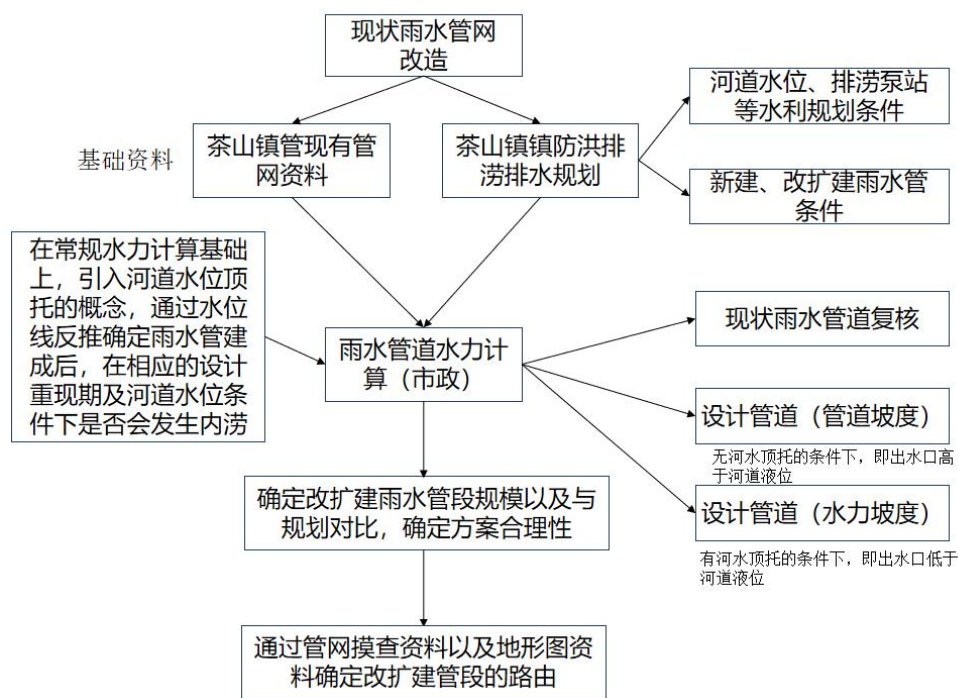 现状雨水管网
改造
河道水位、排涝泵站
等水利规划条件
基础资料
茶山镇管现有管
网资料
茶山镇镇防洪排
涝排水规划
新建、改扩建雨水管
条件
在常规水力计算基础
上，引入河道水位顶
托的概念，通过水位
线反推确定雨水管建
成后，在相应的设计
重现期及河道水位条
件下是否会发生内涝
雨水管道水力计
算（市政）
现状雨水管道复核
设计管道（管道坡度）
无河水顶托的条件下，即出水口高
于河道液位
设计管道（水力坡度）
有河水顶托的条件下，即出水口低于
河道液位
确定改扩建雨水管段规模以及与
规划对比，确定方案合理性
通过管网摸查资料以及地形图资
料确定改扩建管段的路由